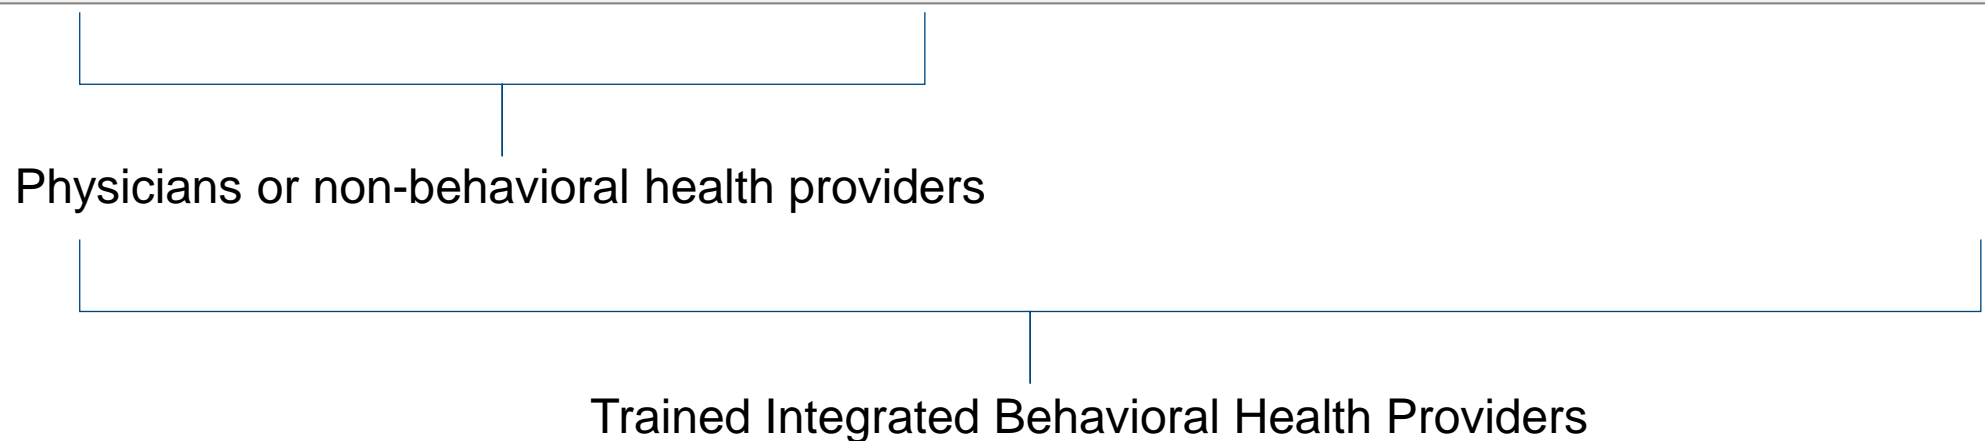 Physicians or non-behavioral health providers
Trained Integrated Behavioral Health Providers